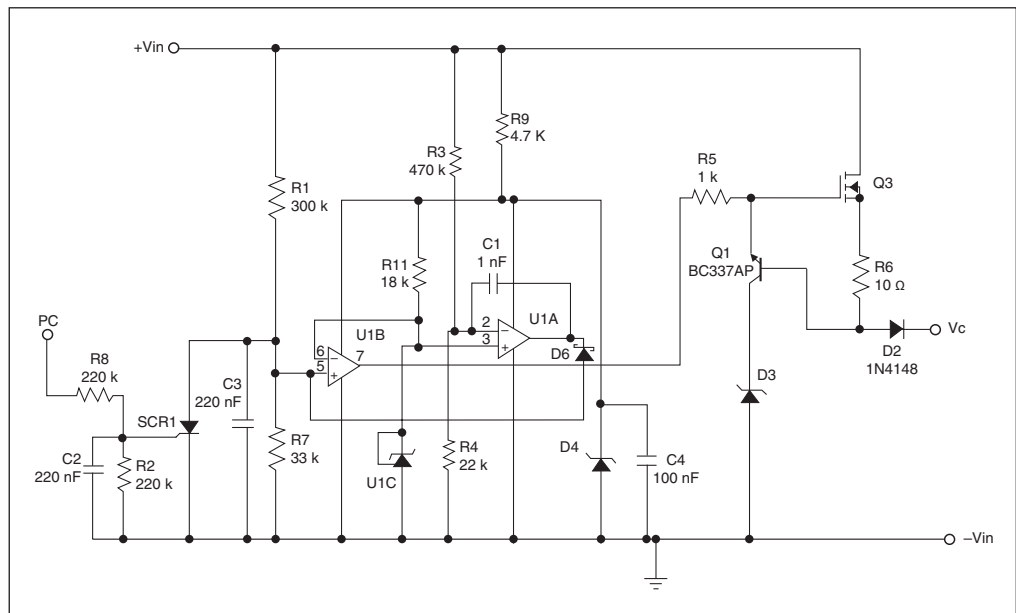 +Vin
R9
4.7 K
R3
470 k
R5
1 k
Q3
R1
300 k
C1
1 nF
Q1
BC337AP
R11
18 k
R6
10 Ω
PC
U1B
U1A
2
3
6
5
7
−
+
−
+
D6
Vc
D2
1N4148
R8
220 k
C3
220 nF
D3
SCR1
R7
33 k
R4
22 k
D4
C4
100 nF
C2
220 nF
R2
220 k
U1C
–Vin